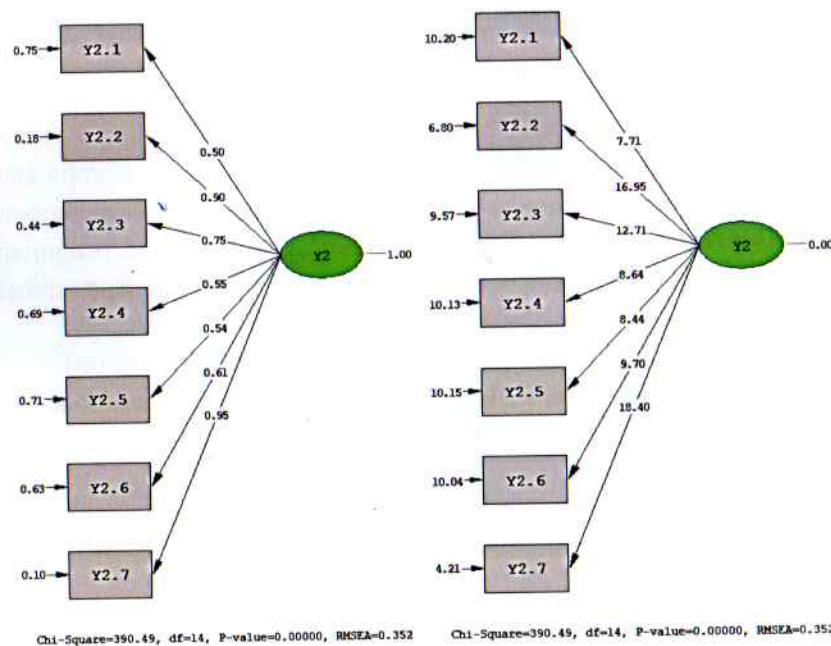 0.75
Y2.1
0.18
Y2.2
0.44
Y2.3
0.69
Y2.4
0.71
Y2.5
0.63
Y2.6
0.10
Y2.7
0.50
0.90
0.75
0.55
0.54
0.61
0.95
Y2
1.00
Chi-Square=390.49, df=14, P-value=0.00000, RMSEA=0.352
10.20
Y2.1
6.80
Y2.2
9.57
Y2.3
10.13
Y2.4
10.15
Y2.5
10.04
Y2.6
4.21
Y2.7
7.71
16.95
12.71
8.64
8.44
9.70
18.40
Y2
0.00
Chi-Square=390.49, df=14, P-value=0.00000, RMSEA=0.352